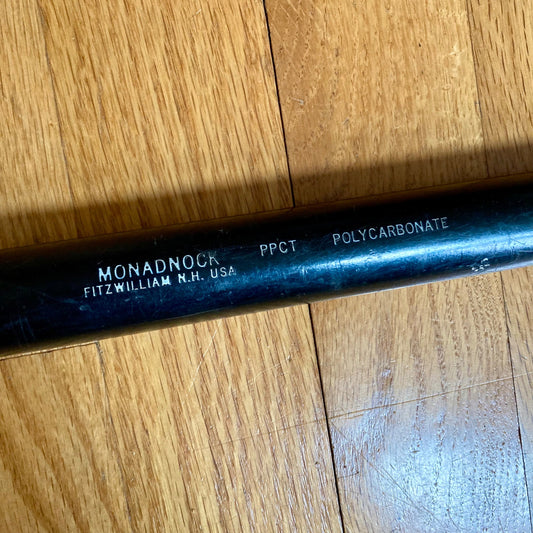 MONADNOCK PPCT POLYCARBONATE
FITZWILLIAM N.H. USA